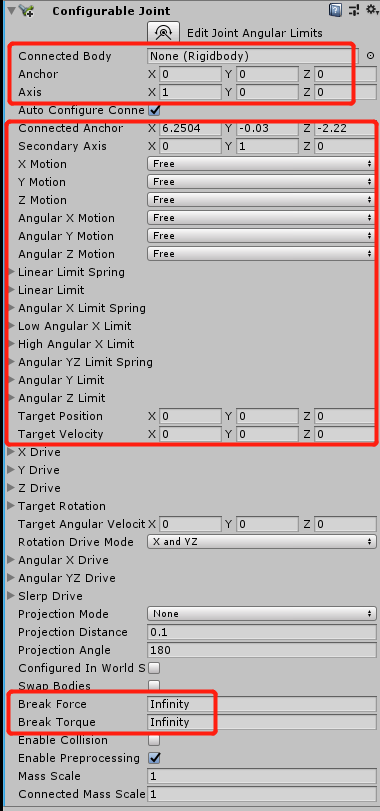 Configurable Joint
Edit Joint Angular Limits
Connected Body None (Rigidbody)
Anchor X 0 Y 0 Z 0
Axis X 1 Y 0 Z 0
Auto Configure Conne
Connected Anchor X 6.2504 Y -0.03 Z -2.22
Secondary Axis X 0 Y 1 Z 0
X Motion Free
Y Motion Free
Z Motion Free
Angular X Motion Free
Angular Y Motion Free
Angular Z Motion Free
Linear Limit Spring
Linear Limit
Angular X Limit Spring
Low Angular X Limit
High Angular X Limit
Angular YZ Limit Spring
Angular Y Limit
Angular Z Limit
Target Position X 0 Y 0 Z 0
Target Velocity X 0 Y 0 Z 0
X Drive
Y Drive
Z Drive
Target Rotation
Target Angular Velocit X 0 Y 0 Z 0
Rotation Drive Mode X and YZ
Angular X Drive
Angular YZ Drive
Slerp Drive
Projection Mode None
Projection Distance 0.1
Projection Angle 180
Configured In World S
Swap Bodies
Break Force Infinity
Break Torque Infinity
Enable Collision
Enable Preprocessing
Mass Scale 1
Connected Mass Scale 1